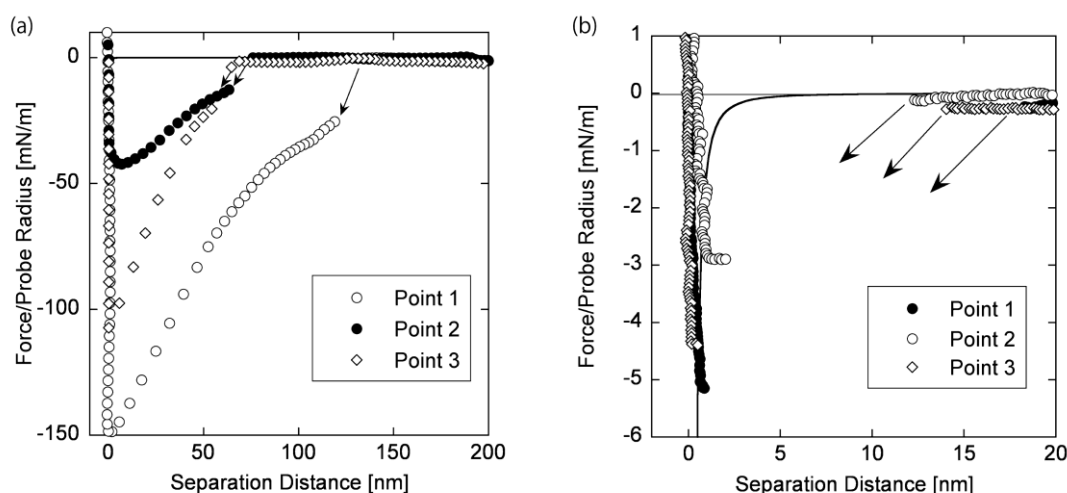 (a)
0
-50
-100
-150
Force/Probe Radius [mN/m]
0 50 100 150 200
Separation Distance [nm]
Point 1
Point 2
Point 3
(b)
1
0
-1
-2
-3
-4
-5
-6
Force/Probe Radius [mN/m]
0 5 10 15 20
Separation Distance [nm]
Point 1
Point 2
Point 3